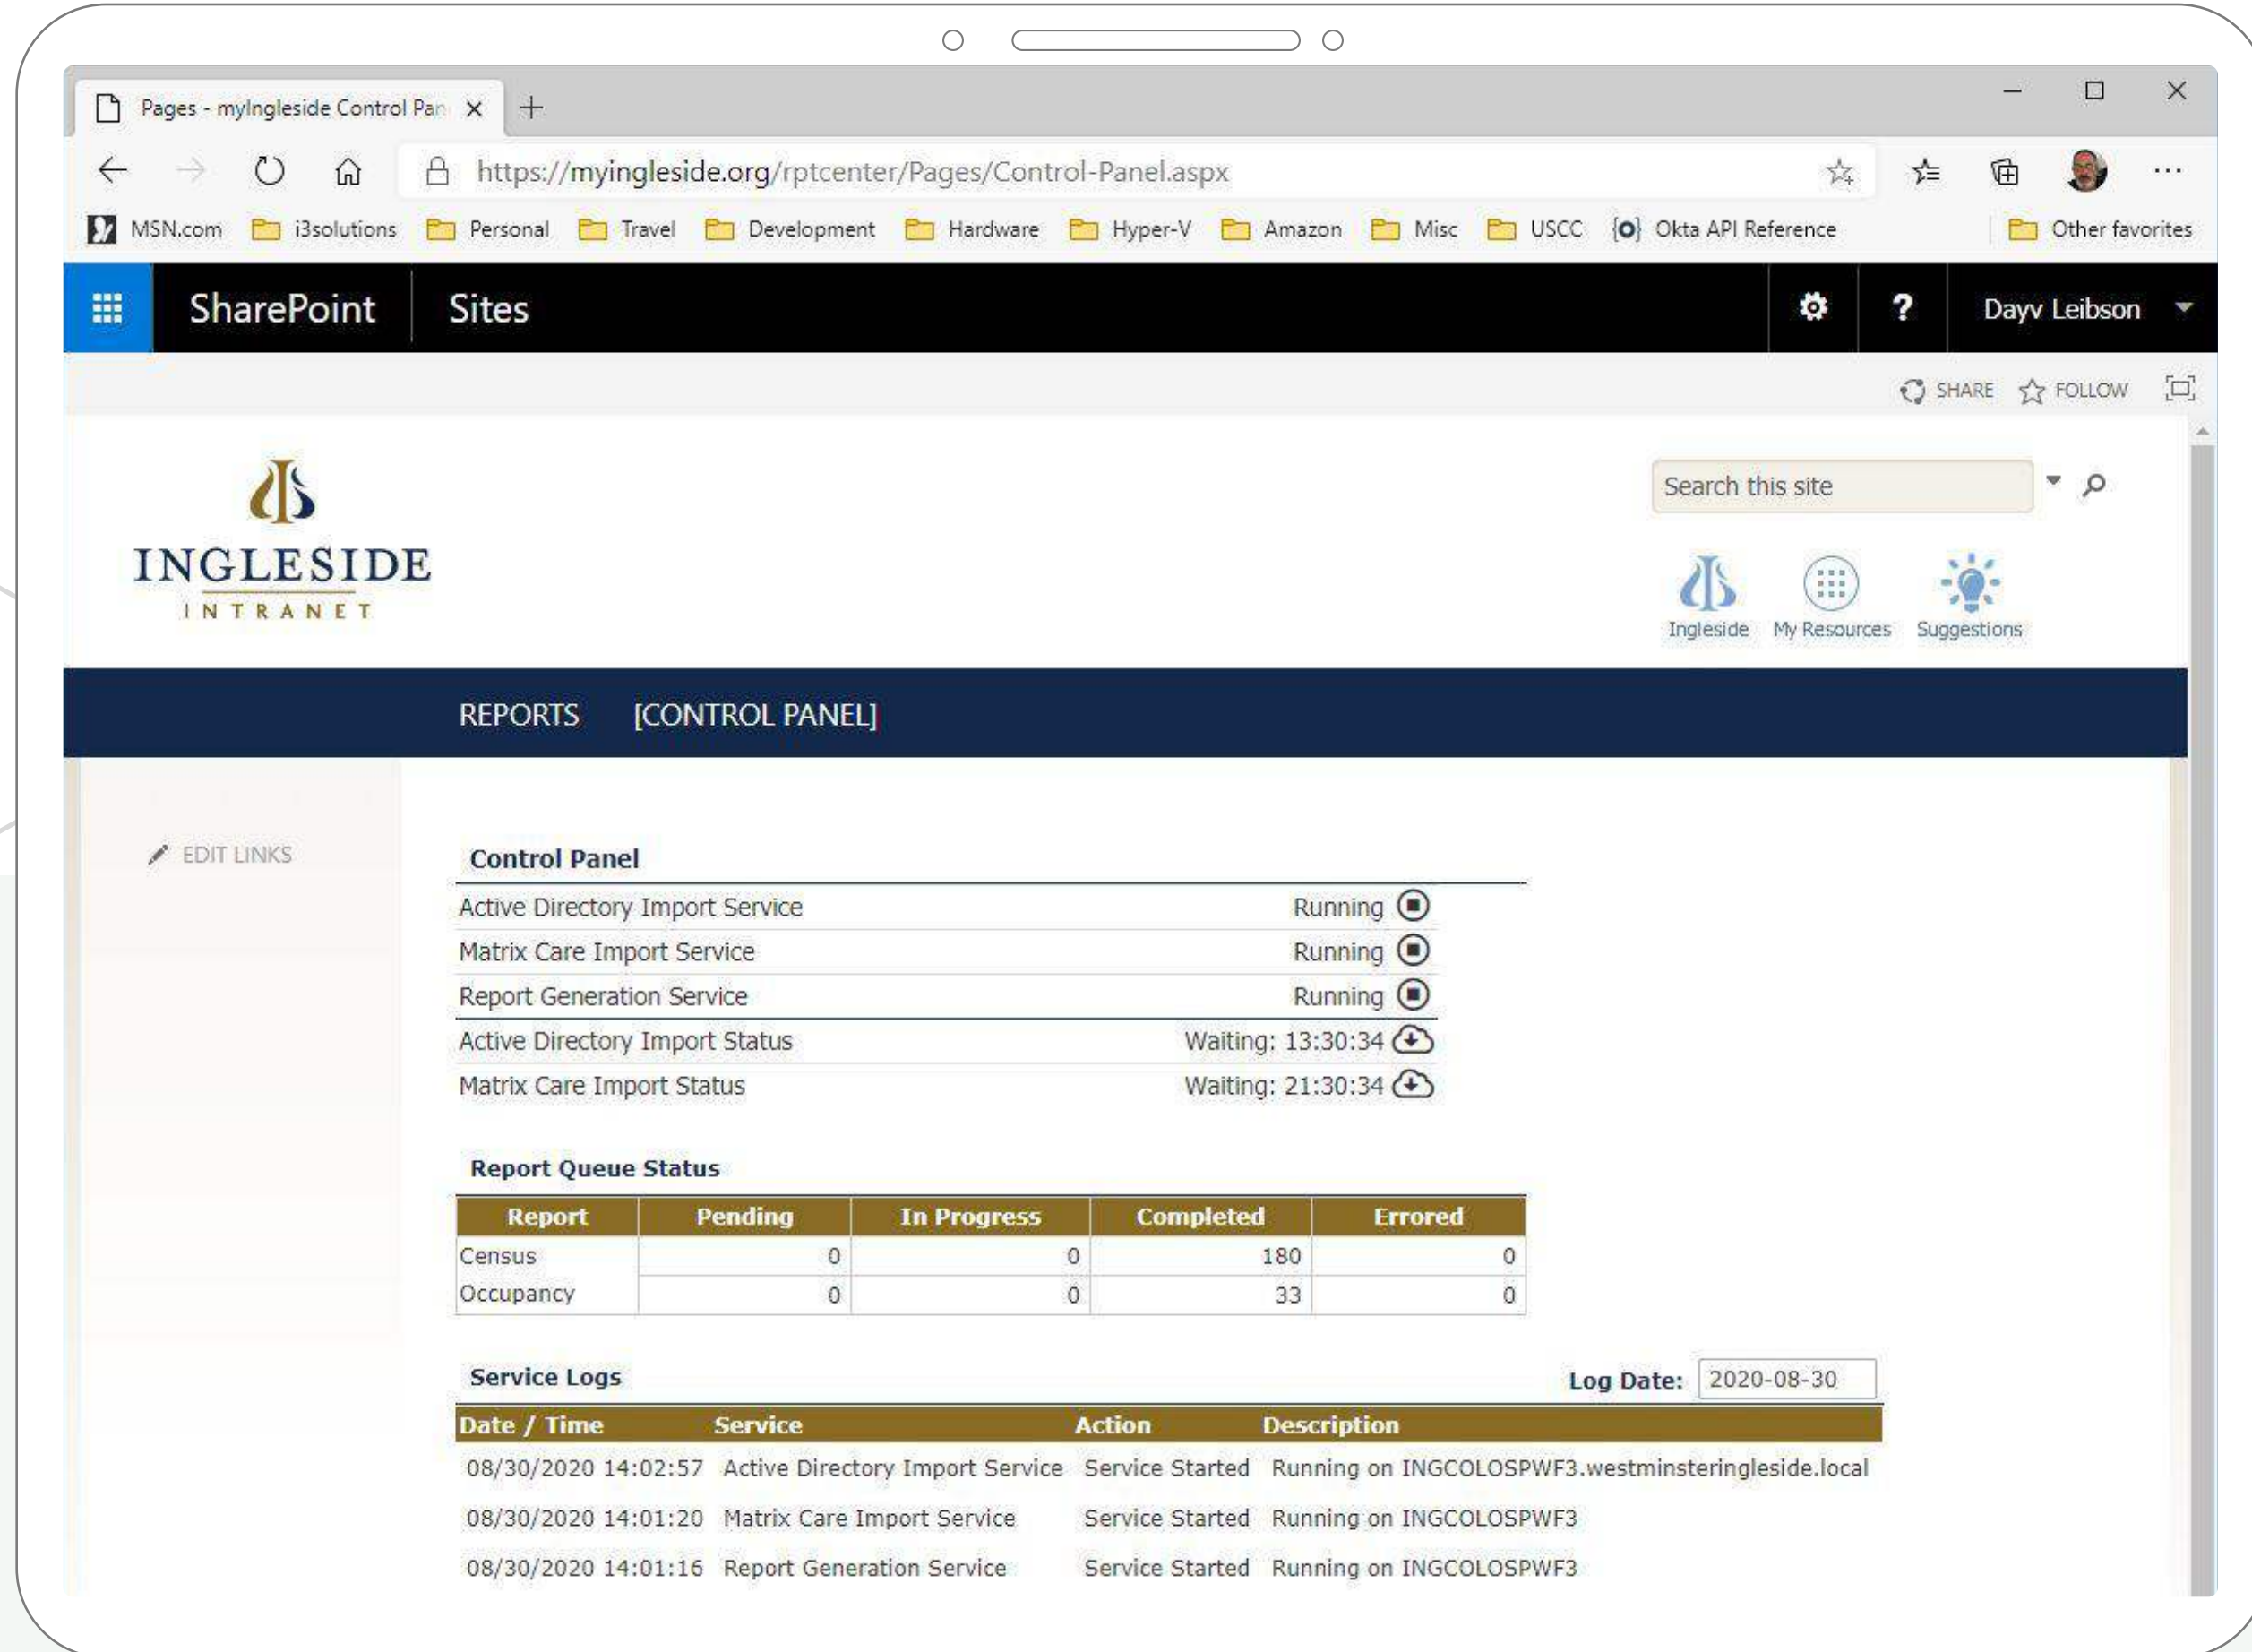 Pages - myIngleside Control Pan
https://myingleside.org/rptcenter/Pages/Control-Panel.aspx
MSN.com i3solutions Personal Travel Development Hardware Hyper-V Amazon Misc USCC {o} Okta API Reference Other favorites
SharePoint Sites ? Dayv Leibson
SHARE FOLLOW
Search this site
INGLESIDE
INTRANET
Ingleside My Resources Suggestions
REPORTS [CONTROL PANEL]
EDIT LINKS
Control Panel
Active Directory Import Service Running
Matrix Care Import Service Running
Report Generation Service Running
Active Directory Import Status Waiting: 13:30:34
Matrix Care Import Status Waiting: 21:30:34
Report Queue Status
Report Pending In Progress Completed Errored
Census 0 0 180 0
Occupancy 0 0 33 0
Service Logs Log Date: 2020-08-30
Date / Time Service Action Description
08/30/2020 14:02:57 Active Directory Import Service Service Started Running on INGCOLOSPWF3.westminsteringleside.local
08/30/2020 14:01:20 Matrix Care Import Service Service Started Running on INGCOLOSPWF3
08/30/2020 14:01:16 Report Generation Service Service Started Running on INGCOLOSPWF3